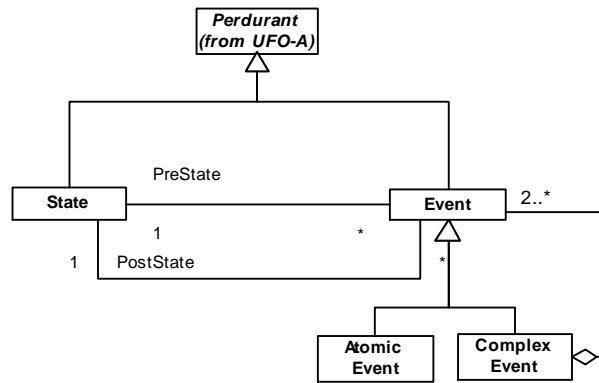 Perdurant
(from UFO-A)
PreState
State
Event
2..*
1
*
1
PostState
*
Atomic
Event
Complex
Event